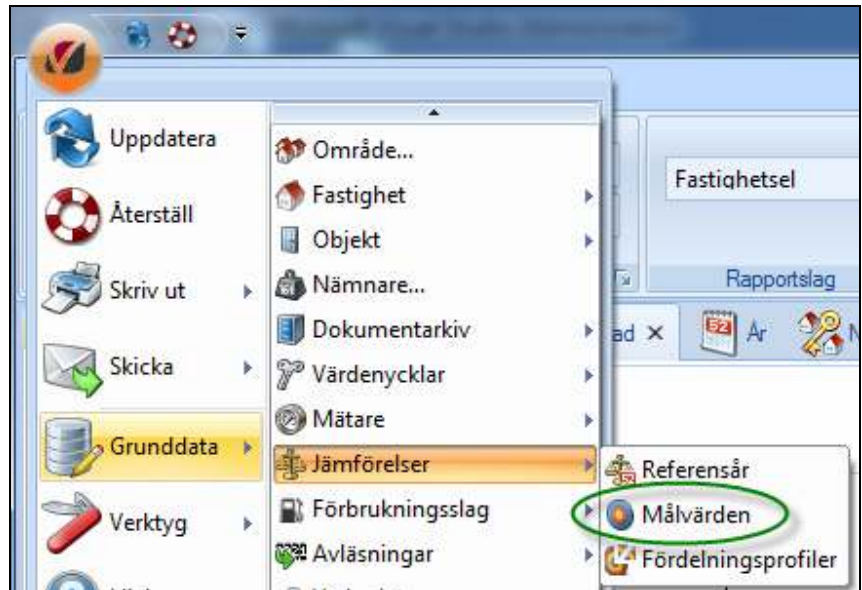 Uppdatera
Återställ
Skriv ut
Skicka
Grunddata
Verktyg
Område...
Fastighet
Objekt
Nämnare...
Dokumentarkiv
Värdenycklar
Mätare
Jämförelser
Förbrukningsslag
Avläsningar
Referensår
Målvärden
Fördelningsprofiler
Fastighetsel
Rapportslag
ad
52
År
N